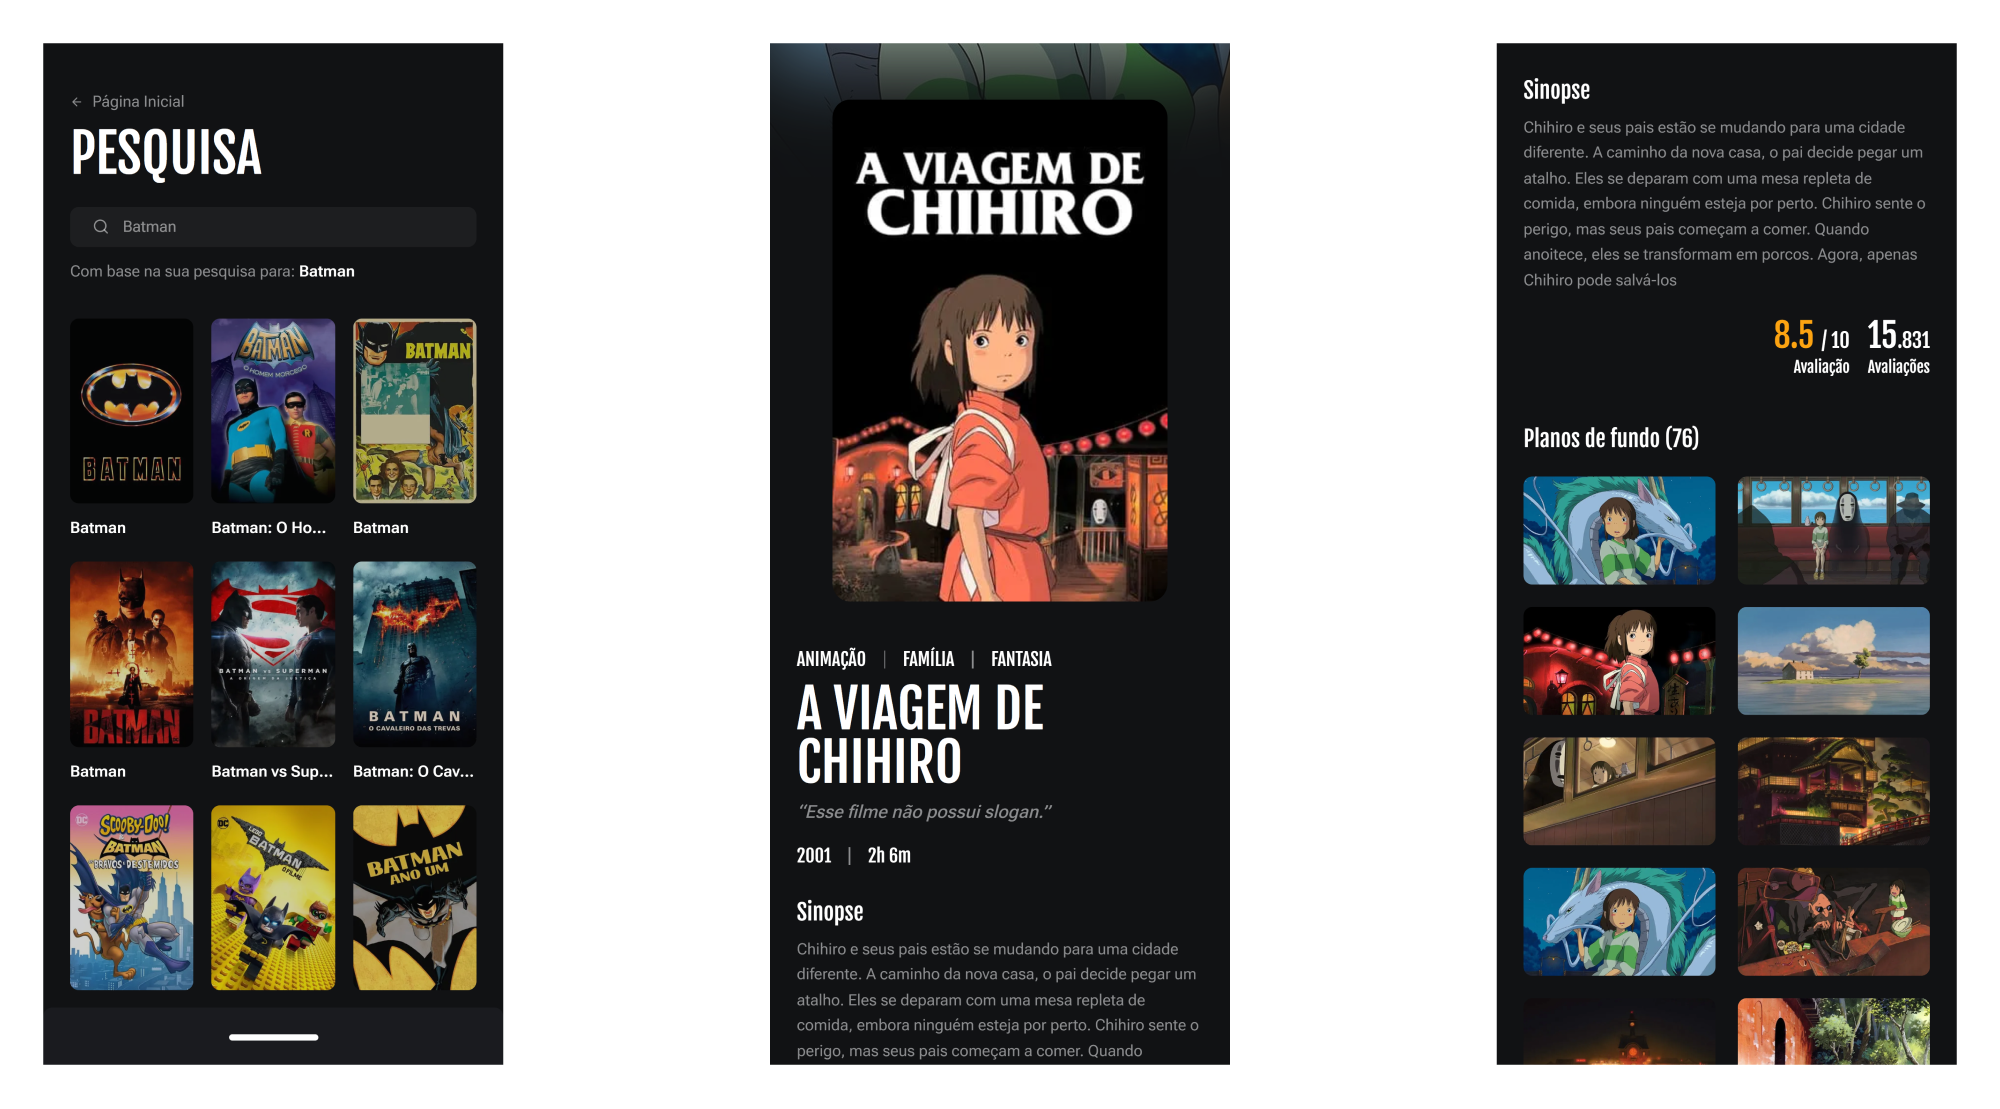 Página Inicial
PESQUISA
Batman
Com base na sua pesquisa para: Batman
BATMAN
BATMAN
O HOMEM MORCEGO
BATMAN
Batman
Batman: O Ho...
Batman
BATMAN
BATMAN vs SUPERMAN
A ORIGEM DA JUSTIÇA
BATMAN
O CAVALEIRO DAS TREVAS
Batman
Batman vs Sup...
Batman: O Cav...
DC
SCOOBY-DOO!
BATMAN
BRAVOS E DESTEMIDOS
DC
LEGO
BATMAN
O FILME
BATMAN
ANO UM
A VIAGEM DE
CHIHIRO
ANIMAÇÃO | FAMÍLIA | FANTASIA
A VIAGEM DE
CHIHIRO
“Esse filme não possui slogan.”
2001 | 2h 6m
Sinopse
Chihiro e seus pais estão se mudando para uma cidade
diferente. A caminho da nova casa, o pai decide pegar um
atalho. Eles se deparam com uma mesa repleta de
comida, embora ninguém esteja por perto. Chihiro sente o
perigo, mas seus pais começam a comer. Quando
Sinopse
Chihiro e seus pais estão se mudando para uma cidade
diferente. A caminho da nova casa, o pai decide pegar um
atalho. Eles se deparam com uma mesa repleta de
comida, embora ninguém esteja por perto. Chihiro sente o
perigo, mas seus pais começam a comer. Quando
anoitece, eles se transformam em porcos. Agora, apenas
Chihiro pode salvá-los
8.5 / 10 15.831
Avaliação Avaliações
Planos de fundo (76)